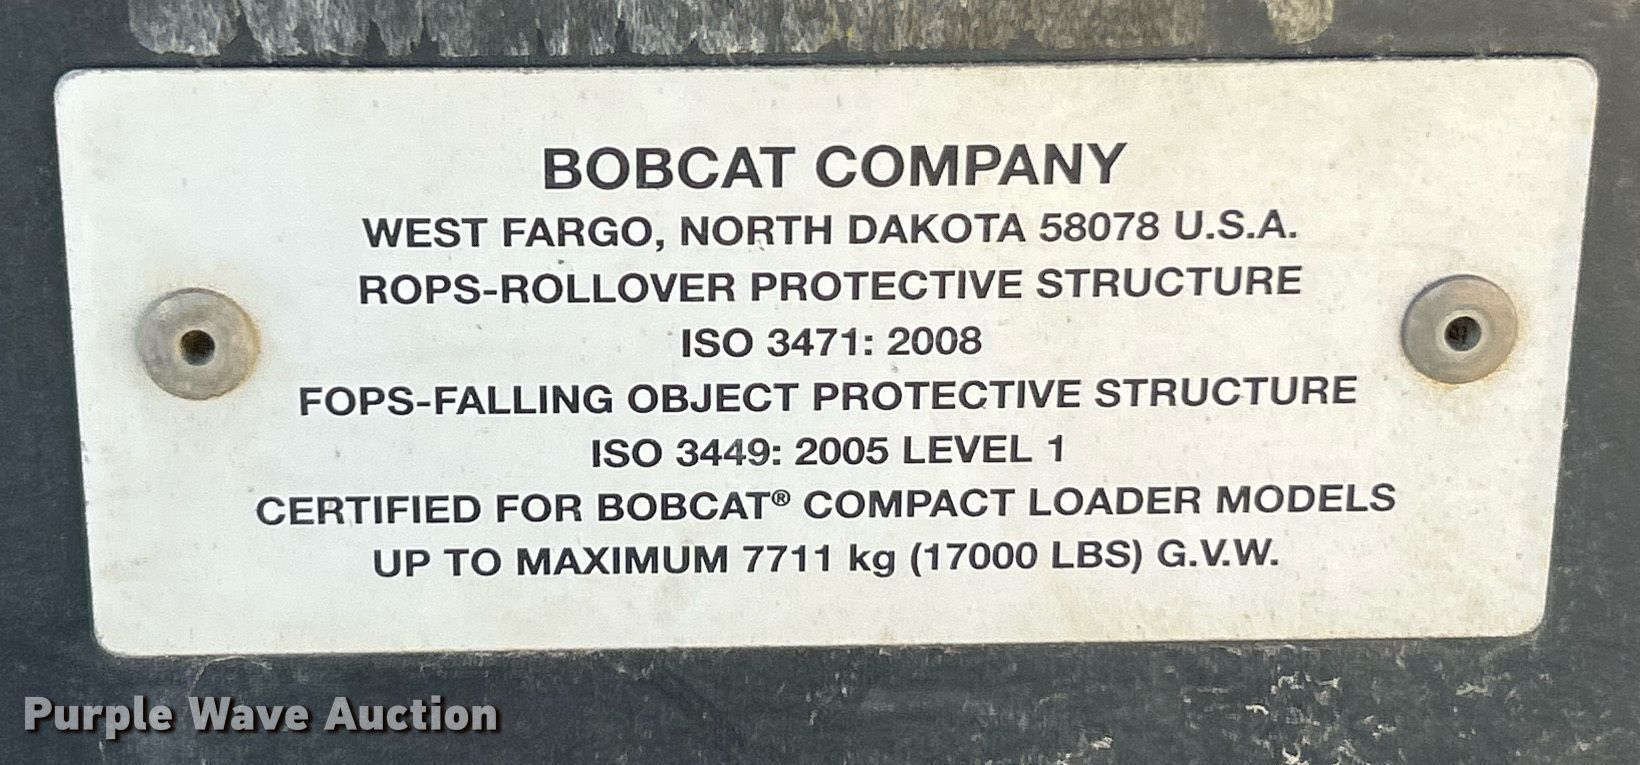 BOBCAT COMPANY
WEST FARGO, NORTH DAKOTA 58078 U.S.A.
ROPS-ROLLOVER PROTECTIVE STRUCTURE
ISO 3471: 2008
FOPS-FALLING OBJECT PROTECTIVE STRUCTURE
ISO 3449: 2005 LEVEL 1
CERTIFIED FOR BOBCAT® COMPACT LOADER MODELS
UP TO MAXIMUM 7711 kg (17000 LBS) G.V.W.
Purple Wave Auction